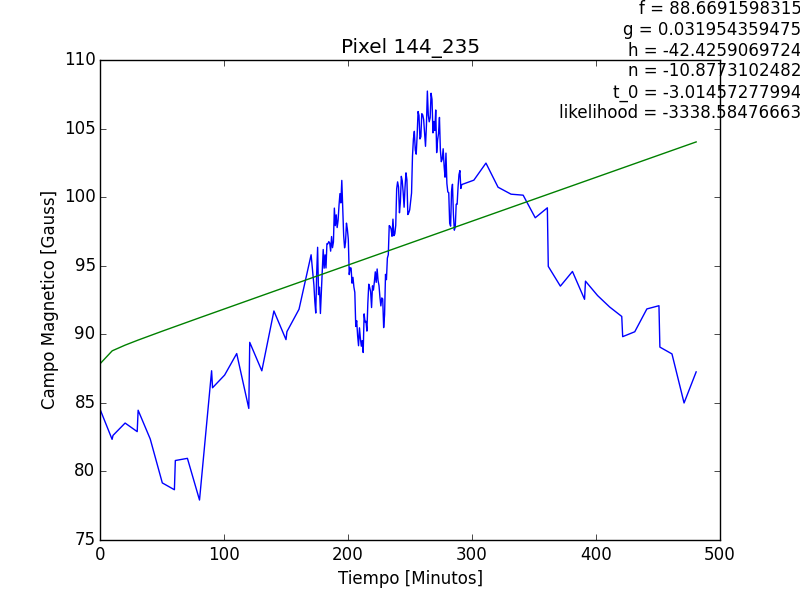 f = 88.6691598315
g = 0.031954359475
h = -42.4259069724
n = -10.8773102482
t_0 = -3.01457277994
likelihood = -3338.58476663
Pixel 144_235
110
105
100
95
90
85
80
75
Campo Magnetico [Gauss]
0 100 200 300 400 500
Tiempo [Minutos]